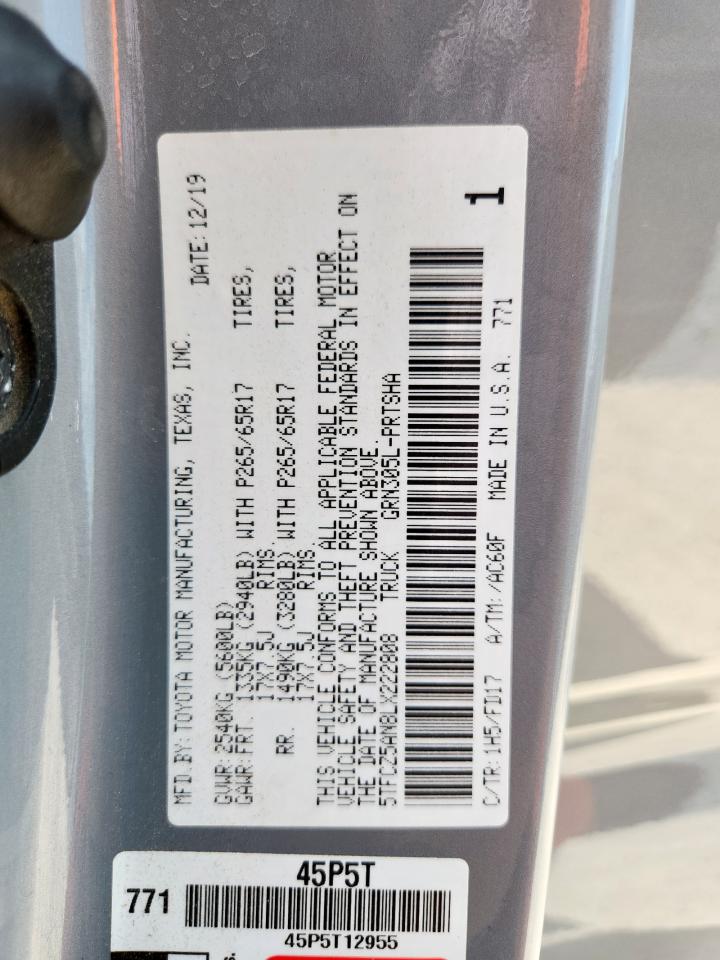 MFD.BY:TOYOTA MOTOR MANUFACTURING, TEXAS, INC. DATE:12/19
GVWR:2540KG (5600LB)
GAWR:FRT. 1335KG (2940LB) WITH P265/65R17 TIRES,
17X7.5J RIMS.
RR. 1490KG (3280LB) WITH P265/65R17 TIRES,
17X7.5J RIMS.
THIS VEHICLE CONFORMS TO ALL APPLICABLE FEDERAL MOTOR
VEHICLE SAFETY AND THEFT PREVENTION STANDARDS IN EFFECT ON
THE DATE OF MANUFACTURE SHOWN ABOVE.
5TFCZ5AN8LX222808 TRUCK GRN305L-PRTSHA
1
C/TR:1H5/FD17 A/TM:/AC60F MADE IN U.S.A. 771
45P5T
771
45P5T12955